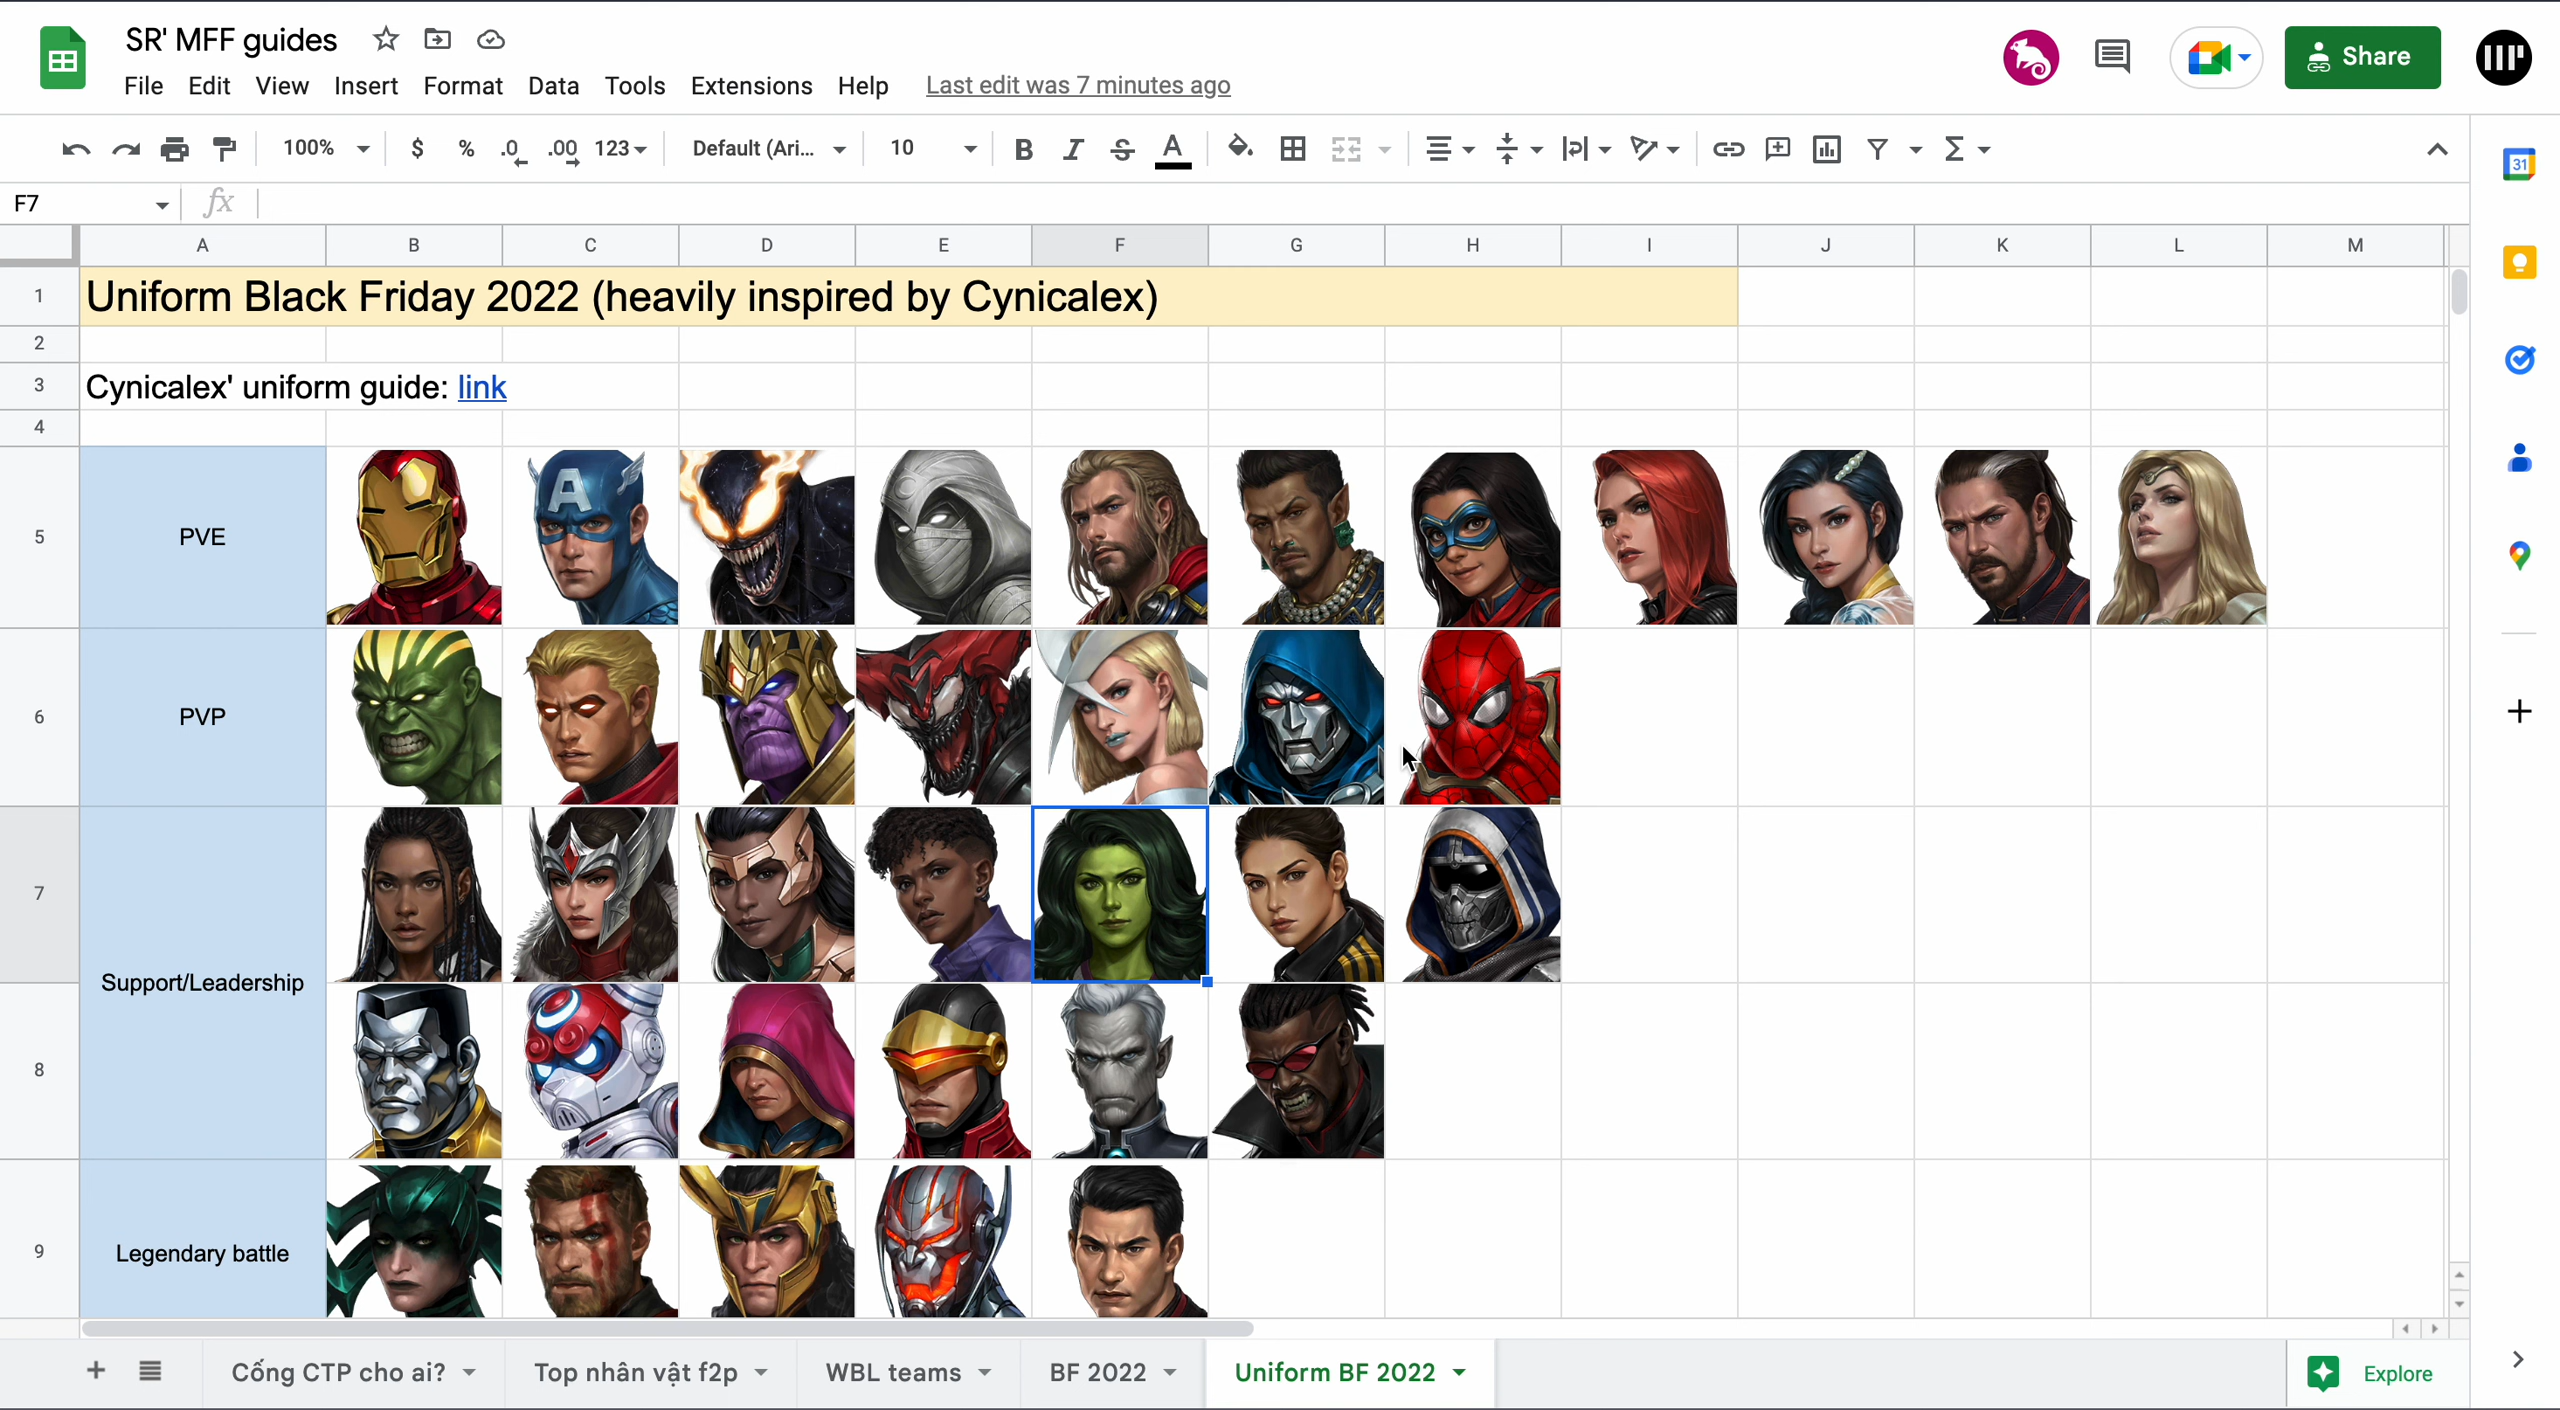 SR' MFF guides
File Edit View Insert Format Data Tools Extensions Help Last edit was 7 minutes ago
Share
100% $ % .0 .00 123 Default (Ari... 10 B I S A
31
F7 fx
A B C D E F G H I J K L M
1 Uniform Black Friday 2022 (heavily inspired by Cynicalex)
2
3 Cynicalex' uniform guide: link
4
5 PVE
6 PVP
7
Support/Leadership
8
9 Legendary battle
Cống CTP cho ai? Top nhân vật f2p WBL teams BF 2022 Uniform BF 2022 Explore